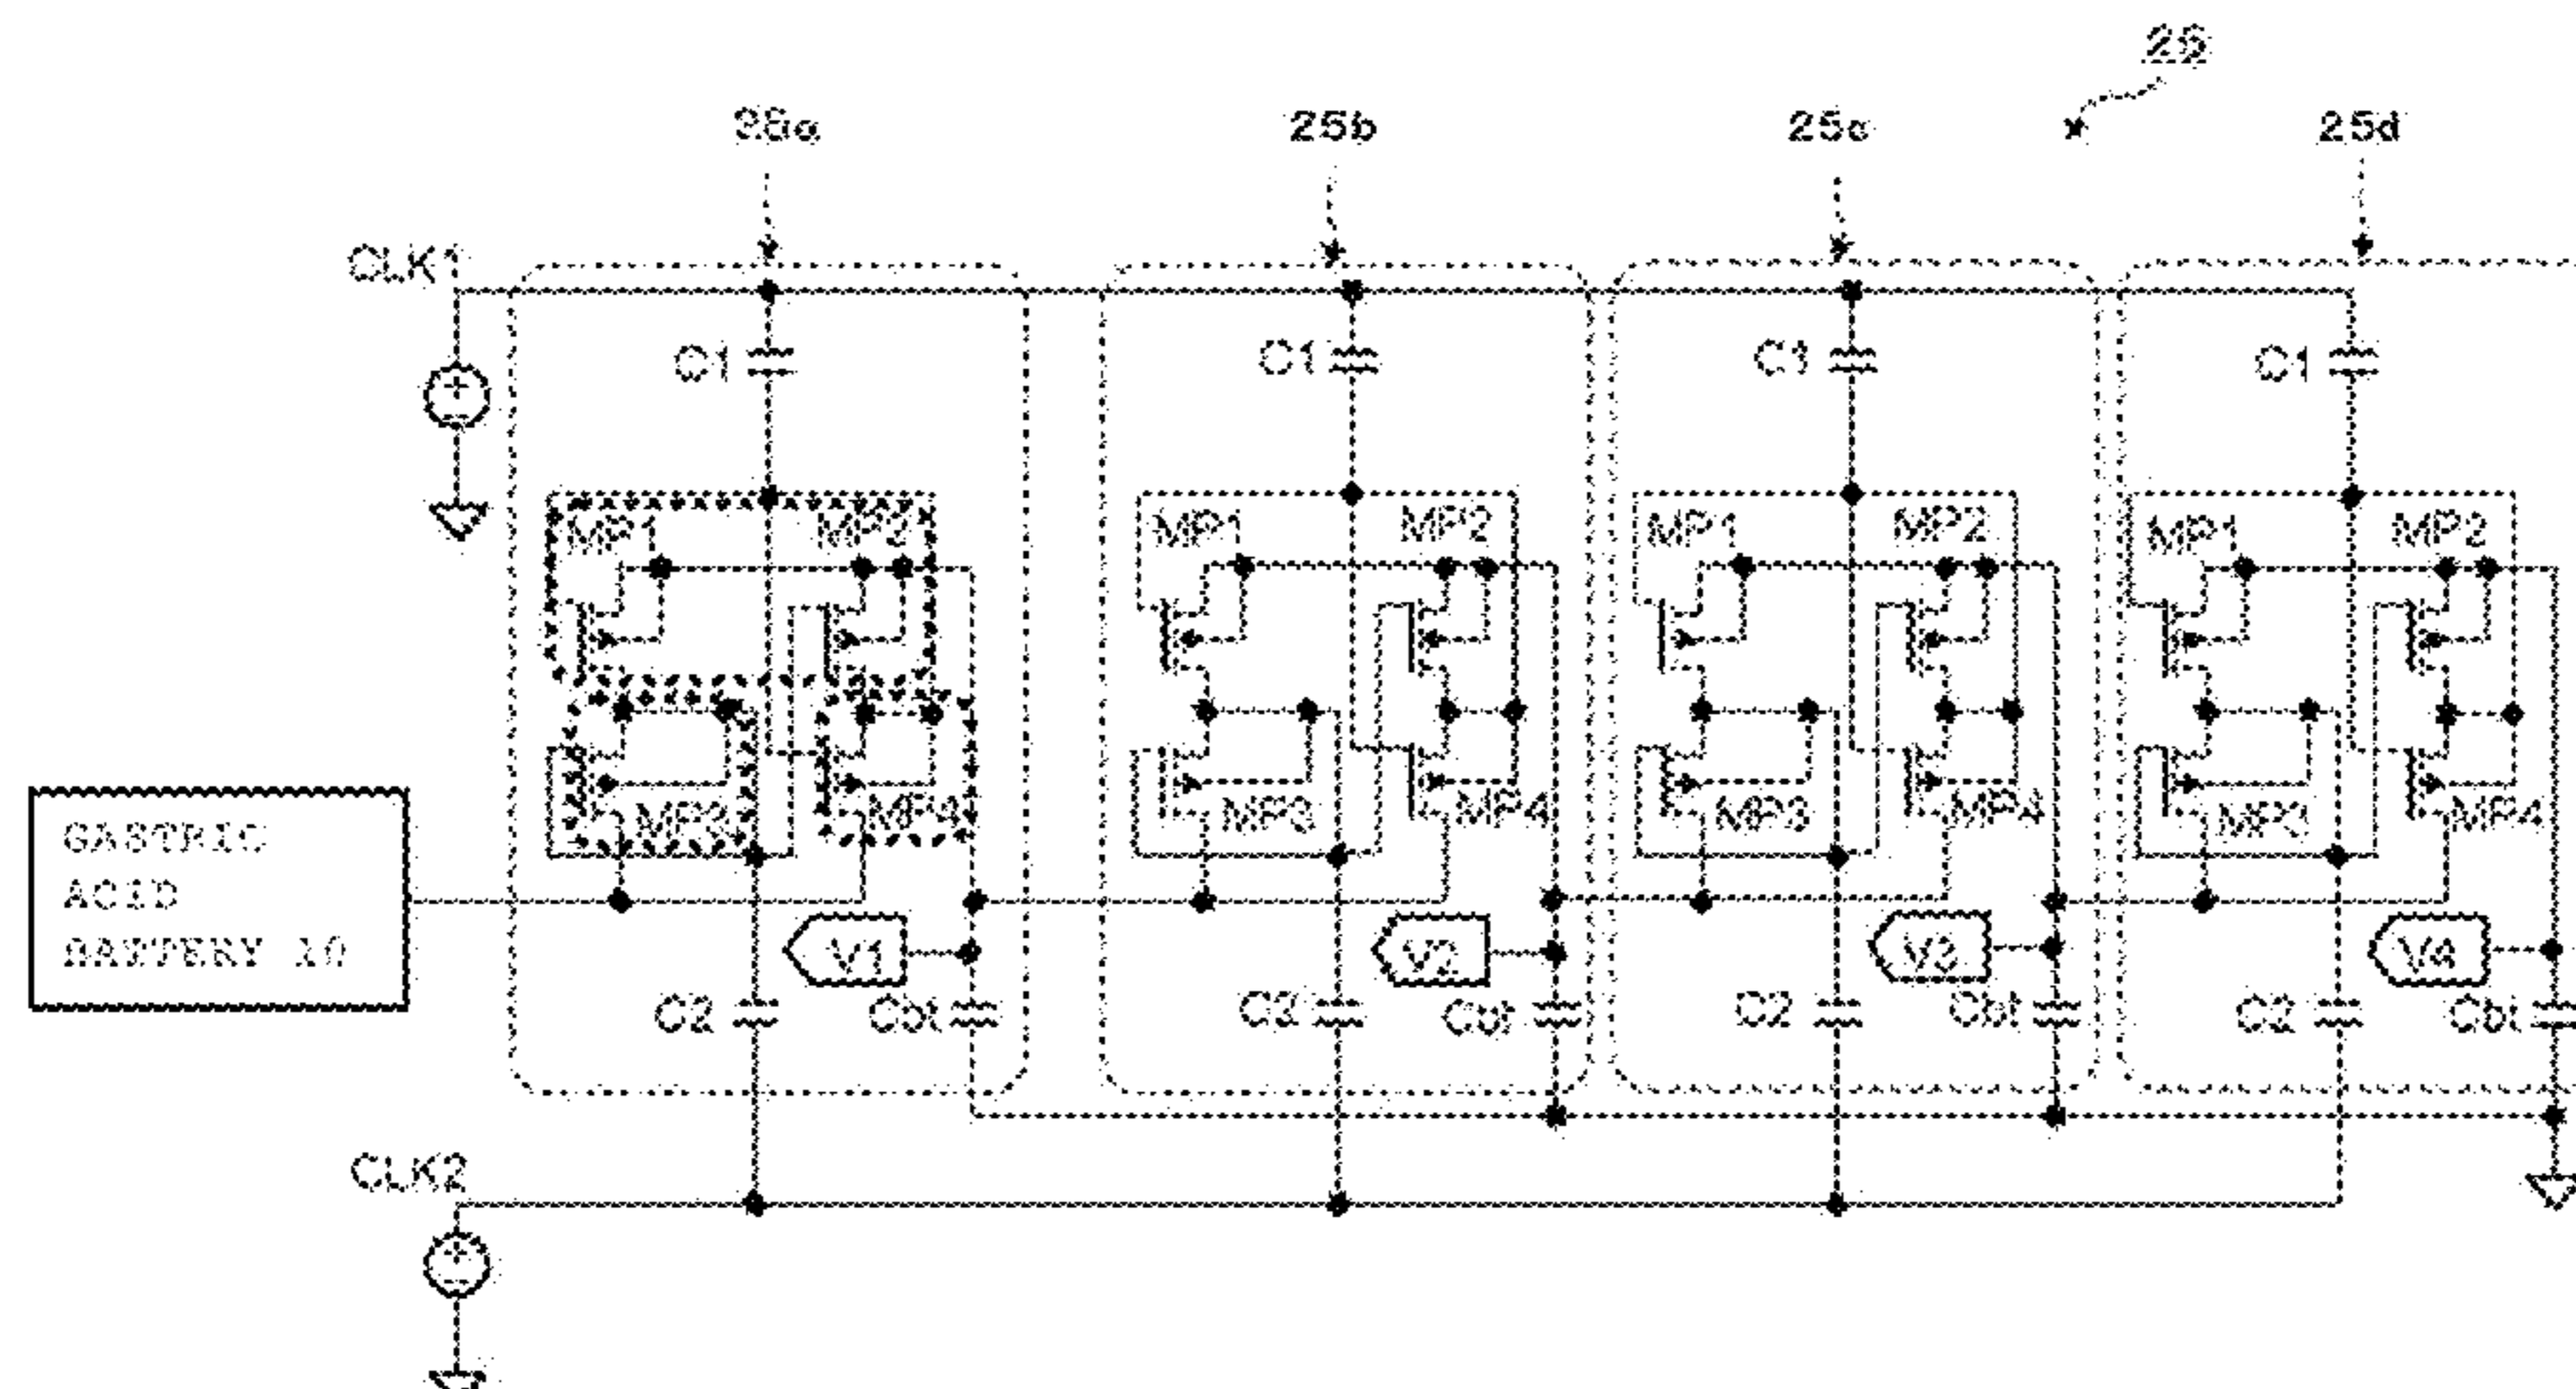 25
25a
25b
25c
25d
CLK1
C1
C1
C1
C1
MP1
MP2
MP1
MP2
MP1
MP2
MP1
MP2
MP3
MP4
MP3
MP4
MP3
MP4
MP3
MP4
GASTRIC
ACID
BATTERY 10
V1
V2
V3
V4
C2
Cbt
C2
Cbt
C2
Cbt
C2
Cbt
CLK2